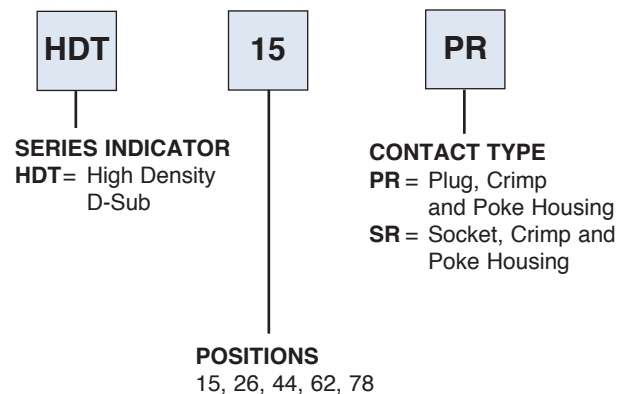 HDT 15 PR
SERIES INDICATOR
HDT= High Density
D-Sub
CONTACT TYPE
PR = Plug, Crimp
and Poke Housing
SR = Socket, Crimp and
Poke Housing
POSITIONS
15, 26, 44, 62, 78